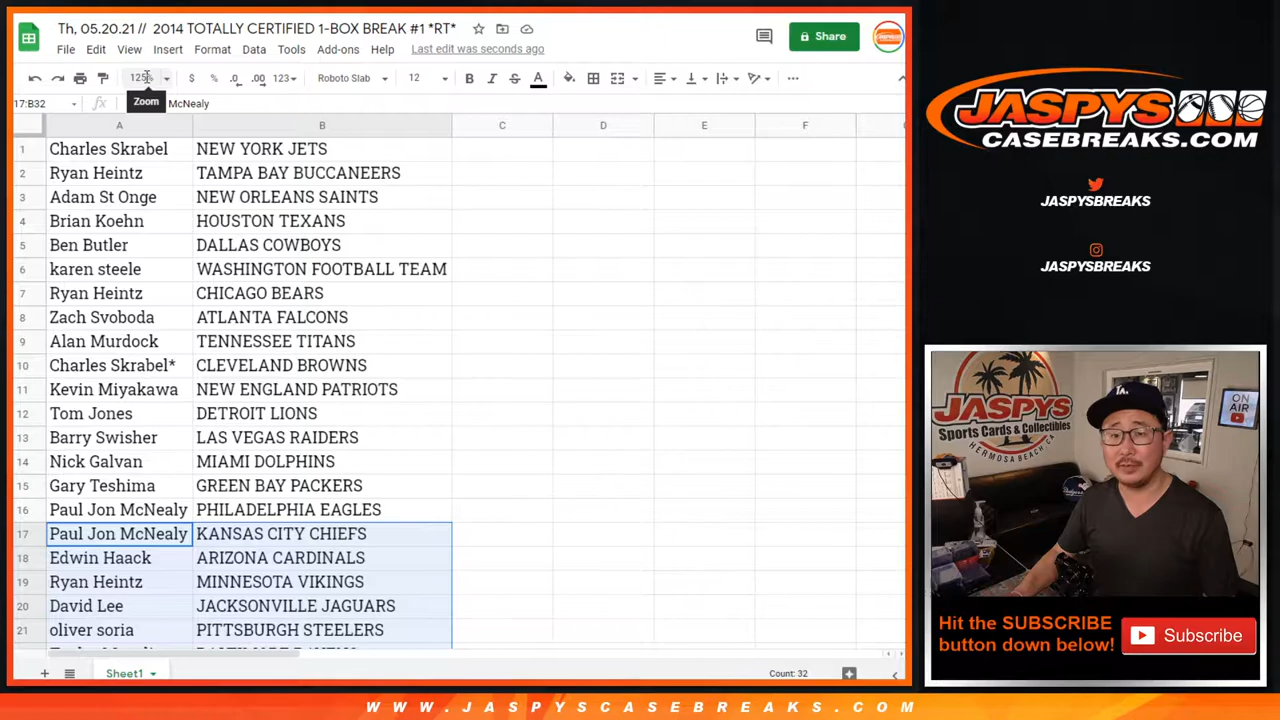 Th, 05.20.21 // 2014 TOTALLY CERTIFIED 1-BOX BREAK #1 *RT*
Share
File Edit View Insert Format Data Tools Add-ons Help Last edit was seconds ago
125% $ % .0 .00 123 Roboto Slab 12 B I S A
17:B32 fx McNealy
Zoom
A B C D E F
1 Charles Skrabel NEW YORK JETS
2 Ryan Heintz TAMPA BAY BUCCANEERS
3 Adam St Onge NEW ORLEANS SAINTS
4 Brian Koehn HOUSTON TEXANS
5 Ben Butler DALLAS COWBOYS
6 karen steele WASHINGTON FOOTBALL TEAM
7 Ryan Heintz CHICAGO BEARS
8 Zach Svoboda ATLANTA FALCONS
9 Alan Murdock TENNESSEE TITANS
10 Charles Skrabel* CLEVELAND BROWNS
11 Kevin Miyakawa NEW ENGLAND PATRIOTS
12 Tom Jones DETROIT LIONS
13 Barry Swisher LAS VEGAS RAIDERS
14 Nick Galvan MIAMI DOLPHINS
15 Gary Teshima GREEN BAY PACKERS
16 Paul Jon McNealy PHILADELPHIA EAGLES
17 Paul Jon McNealy KANSAS CITY CHIEFS
18 Edwin Haack ARIZONA CARDINALS
19 Ryan Heintz MINNESOTA VIKINGS
20 David Lee JACKSONVILLE JAGUARS
21 oliver soria PITTSBURGH STEELERS
Sheet1
Count: 32
JASPYS
CASEBREAKS.COM
JASPYSBREAKS
JASPYSBREAKS
JASPYS
Sports Cards & Collectibles
HERMOSA BEACH, CA
ON
AIR
LA
Dodgers
Hit the SUBSCRIBE
button down below!
Subscribe
WWW.JASPYSCASEBREAKS.COM